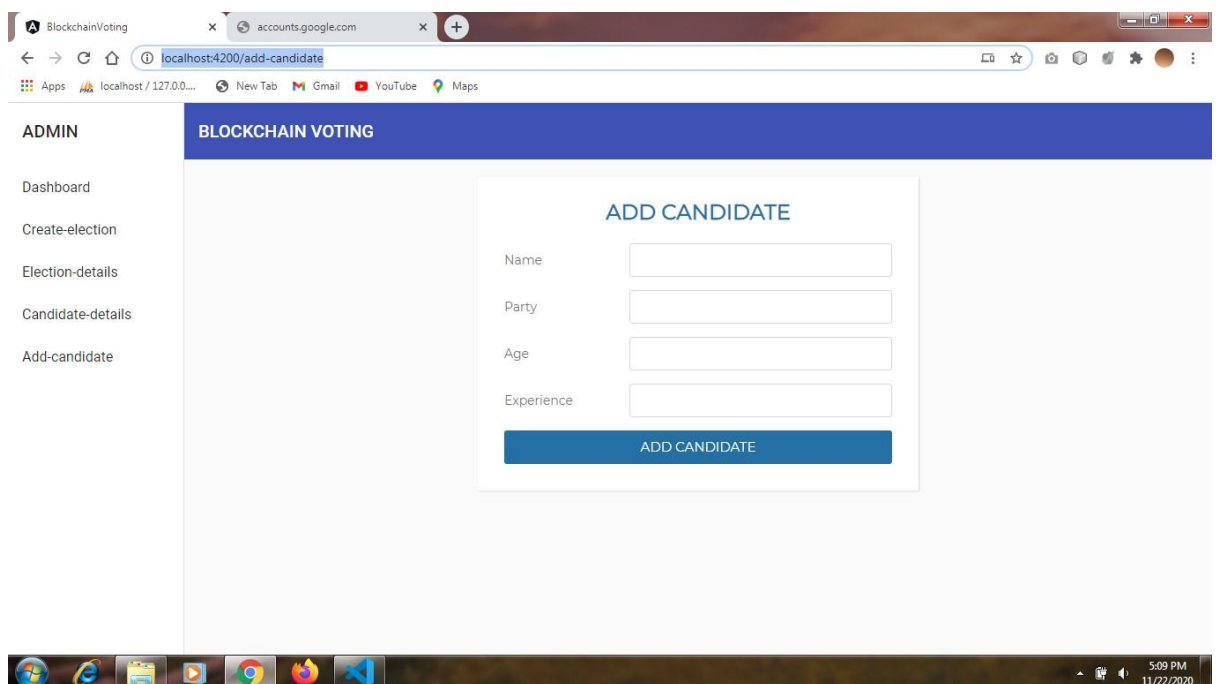 BlockchainVoting
accounts.google.com
localhost:4200/add-candidate
Apps localhost / 127.0.0.... New Tab Gmail YouTube Maps
ADMIN
BLOCKCHAIN VOTING
Dashboard
Create-election
Election-details
Candidate-details
Add-candidate
ADD CANDIDATE
Name
Party
Age
Experience
ADD CANDIDATE
5:09 PM
11/22/2020